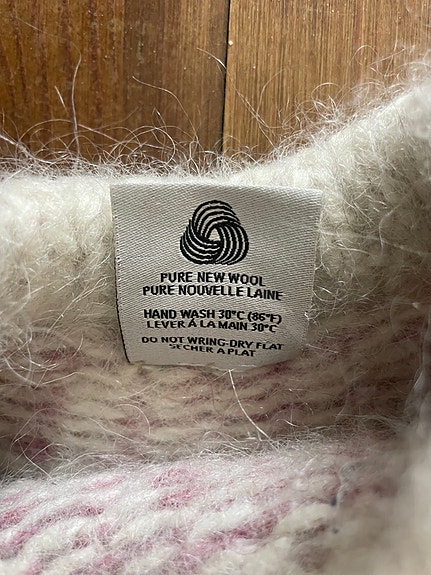 PURE NEW WOOL
PURE NOUVELLE LAINE
HAND WASH 30°C (86°F)
LEVER Á LA MAIN 30°C
DO NOT WRING-DRY FLAT
SECHER A PLAT